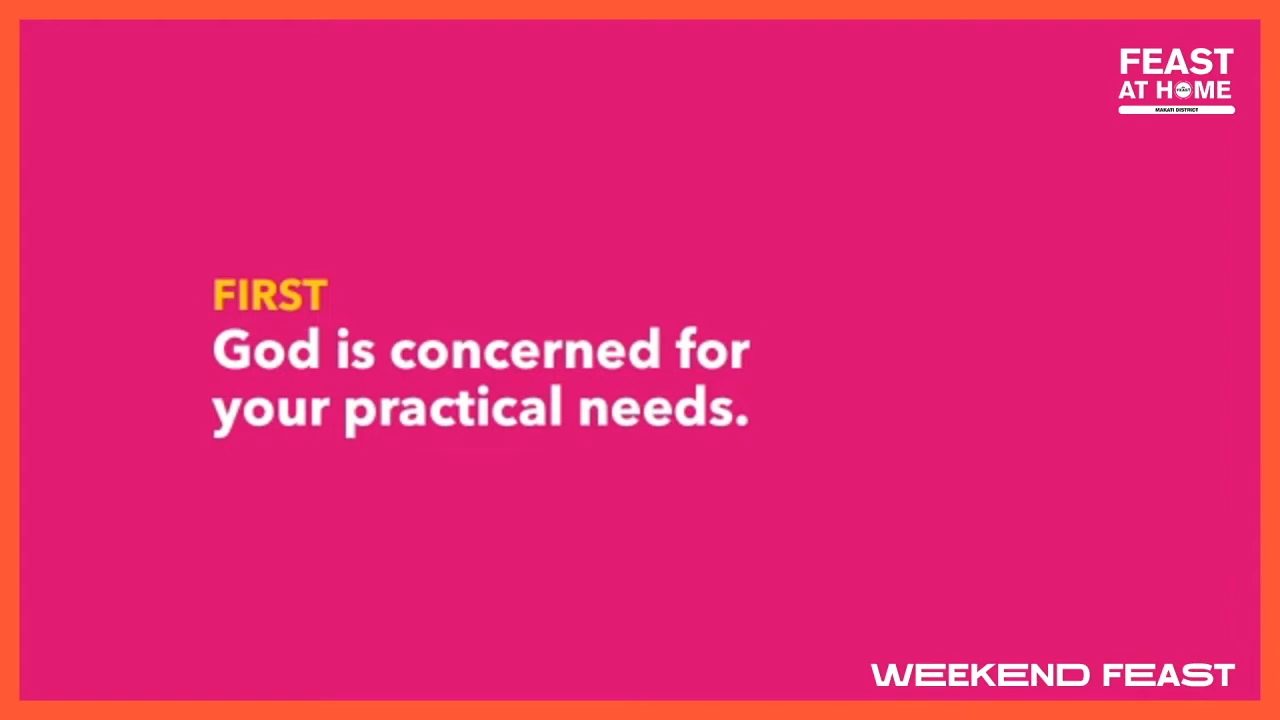 FEAST
AT HOME
MAKATI DISTRICT
FIRST
God is concerned for
your practical needs.
WEEKEND FEAST